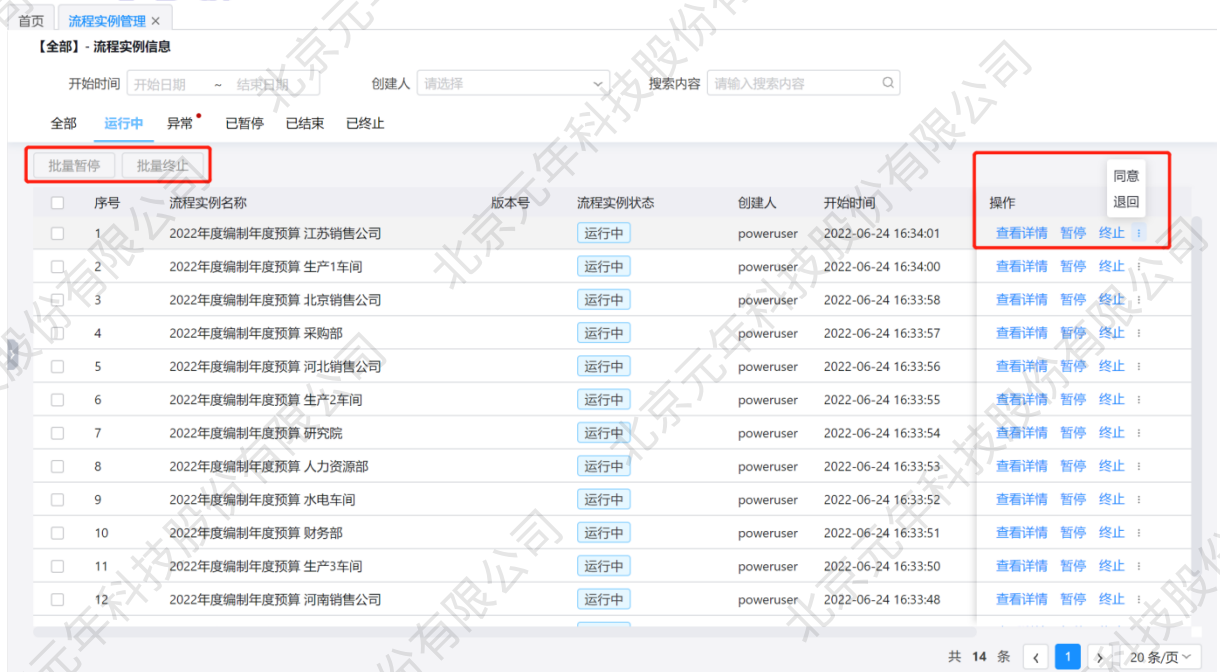 首页 流程实例管理 ×
【全部】- 流程实例信息
开始时间 开始日期 ~ 结束日期 创建人 请选择 搜索内容 请输入搜索内容
全部 运行中 异常 已暂停 已结束 已终止
批量暂停 批量终止
同意
退回
序号 流程实例名称 版本号 流程实例状态 创建人 开始时间 操作
1 2022年度编制年度预算 江苏销售公司 运行中 poweruser 2022-06-24 16:34:01 查看详情 暂停 终止
2 2022年度编制年度预算 生产1车间 运行中 poweruser 2022-06-24 16:34:00 查看详情 暂停 终止
3 2022年度编制年度预算 北京销售公司 运行中 poweruser 2022-06-24 16:33:58 查看详情 暂停 终止
4 2022年度编制年度预算 采购部 运行中 poweruser 2022-06-24 16:33:57 查看详情 暂停 终止
5 2022年度编制年度预算 河北销售公司 运行中 poweruser 2022-06-24 16:33:56 查看详情 暂停 终止
6 2022年度编制年度预算 生产2车间 运行中 poweruser 2022-06-24 16:33:55 查看详情 暂停 终止
7 2022年度编制年度预算 研究院 运行中 poweruser 2022-06-24 16:33:54 查看详情 暂停 终止
8 2022年度编制年度预算 人力资源部 运行中 poweruser 2022-06-24 16:33:53 查看详情 暂停 终止
9 2022年度编制年度预算 水电车间 运行中 poweruser 2022-06-24 16:33:52 查看详情 暂停 终止
10 2022年度编制年度预算 财务部 运行中 poweruser 2022-06-24 16:33:51 查看详情 暂停 终止
11 2022年度编制年度预算 生产3车间 运行中 poweruser 2022-06-24 16:33:50 查看详情 暂停 终止
12 2022年度编制年度预算 河南销售公司 运行中 poweruser 2022-06-24 16:33:48 查看详情 暂停 终止
共 14 条 1 20 条/页
北京元年科技股份有限公司